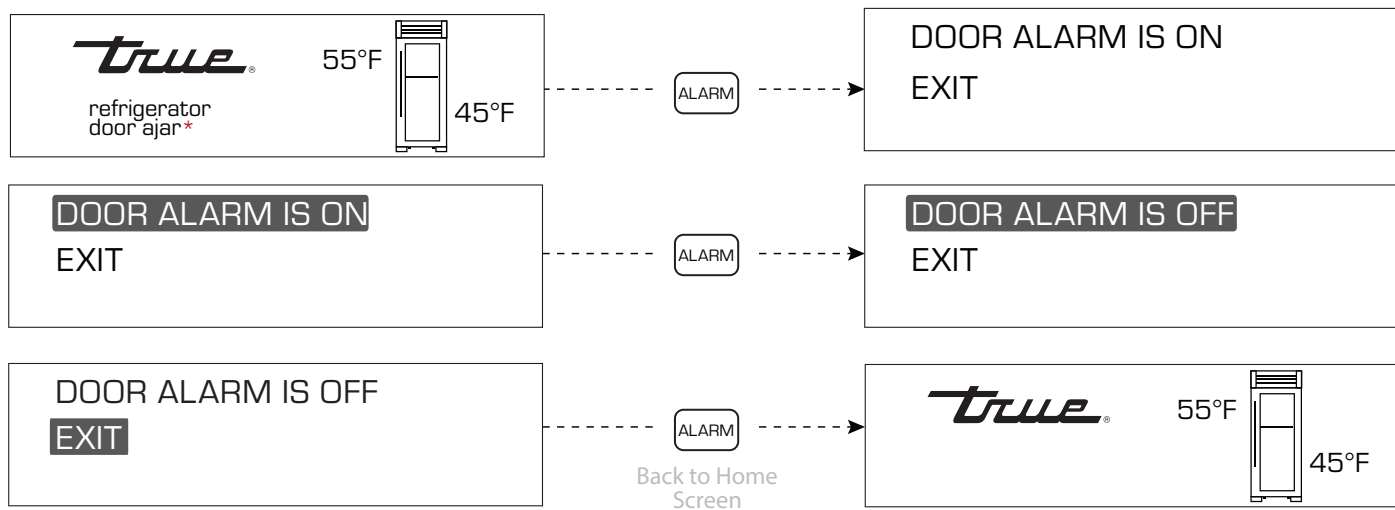 true®
refrigerator
door ajar*
55°F
45°F
ALARM
DOOR ALARM IS ON
EXIT
DOOR ALARM IS ON
EXIT
ALARM
DOOR ALARM IS OFF
EXIT
DOOR ALARM IS OFF
EXIT
ALARM
Back to Home
Screen
true®
55°F
45°F